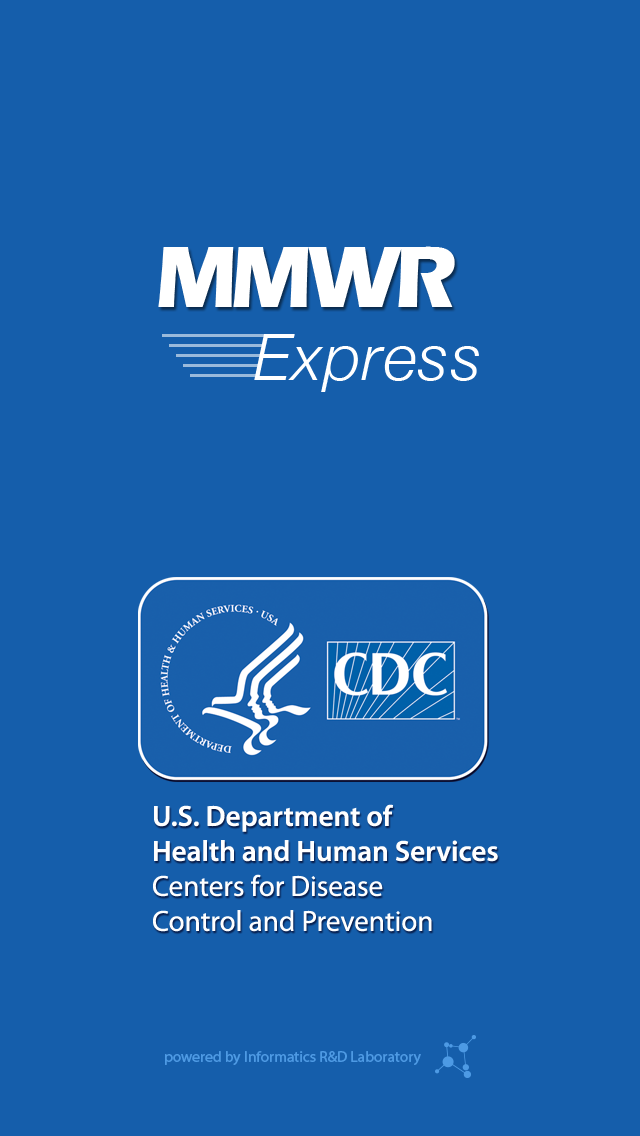 MMWR
Express
DEPARTMENT OF HEALTH & HUMAN SERVICES · USA
CDC
U.S. Department of
Health and Human Services
Centers for Disease
Control and Prevention
powered by Informatics R&D Laboratory